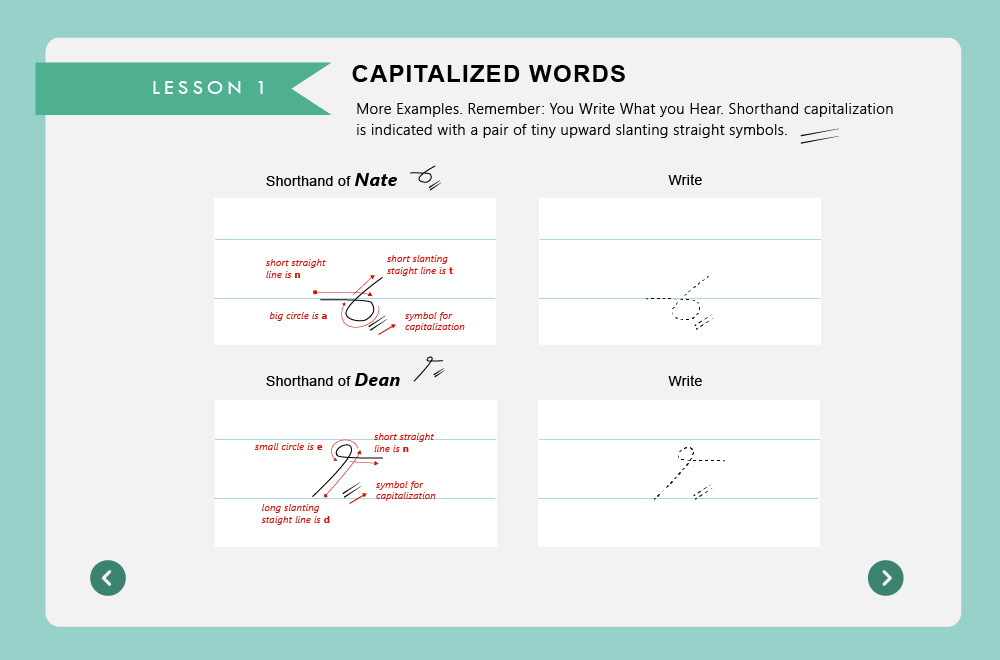 LESSON 1
CAPITALIZED WORDS
More Examples. Remember: You Write What you Hear. Shorthand capitalization
is indicated with a pair of tiny upward slanting straight symbols.
Shorthand of Nate
Write
short straight
line is n
short slanting
staight line is t
big circle is a
symbol for
capitalization
Shorthand of Dean
Write
small circle is e
short straight
line is n
symbol for
capitalization
long slanting
staight line is d